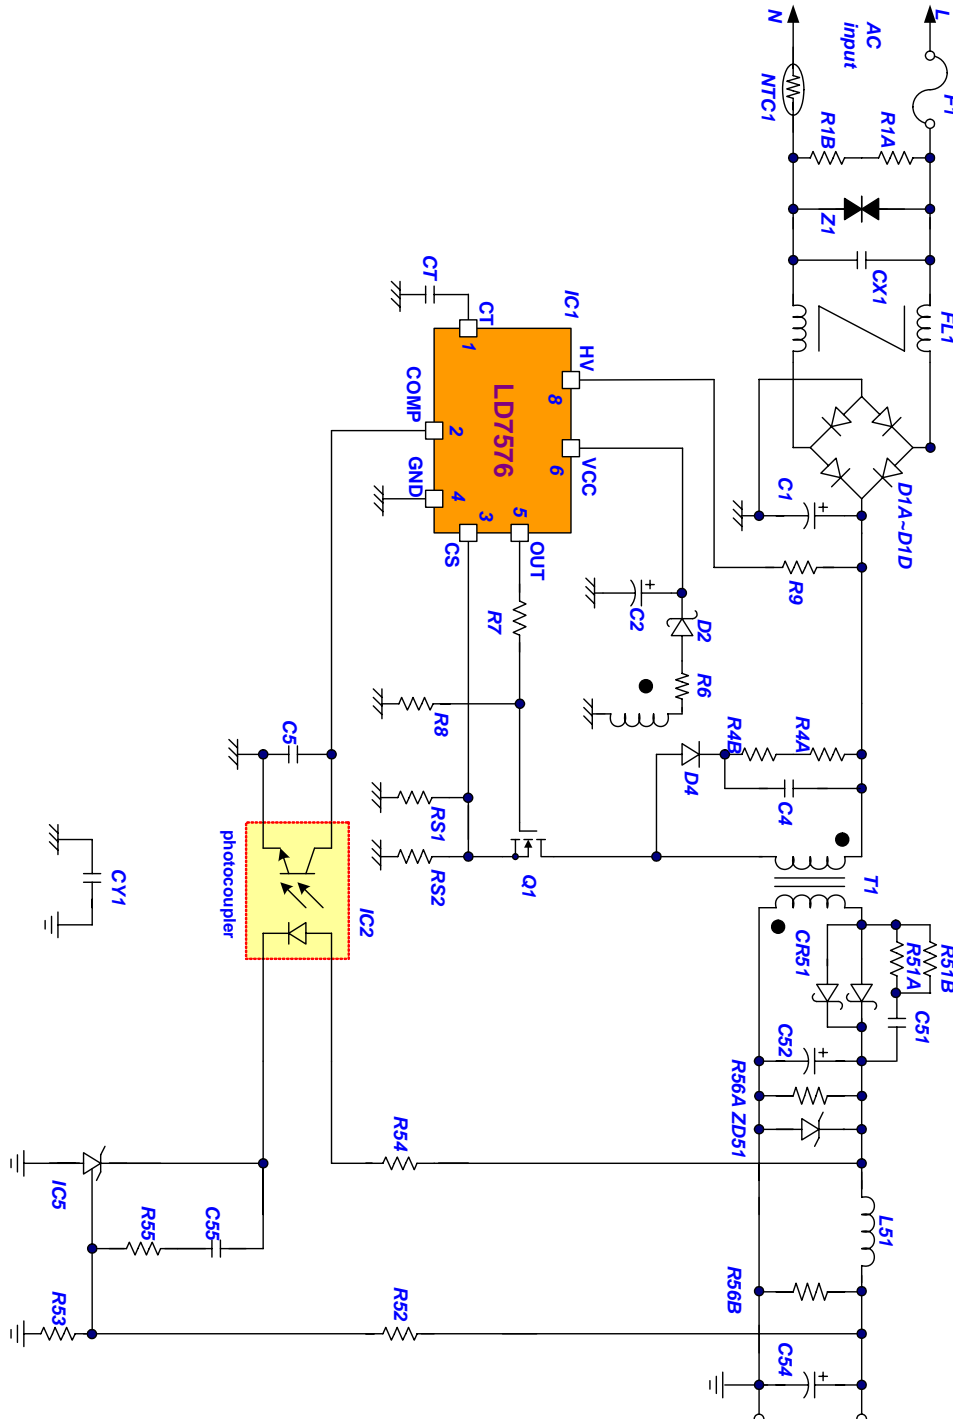 L
F1
AC
input
N
NTC1
R1A
R1B
Z1
CX1
FL1
D1A~D1D
C1
+
R9
IC1
CT
CT
1
HV
8
LD7576
COMP
2
VCC
6
GND
4
3
CS
5
OUT
R7
R8
C2
+
D2
R6
R4A
R4B
C4
D4
T1
Q1
RS1
RS2
C5
photocoupler
IC2
CY1
CR51
R51A
R51B
C51
C52
+
R56A
ZD51
R54
L51
R56B
IC5
R55
C55
R53
R52
C54
+